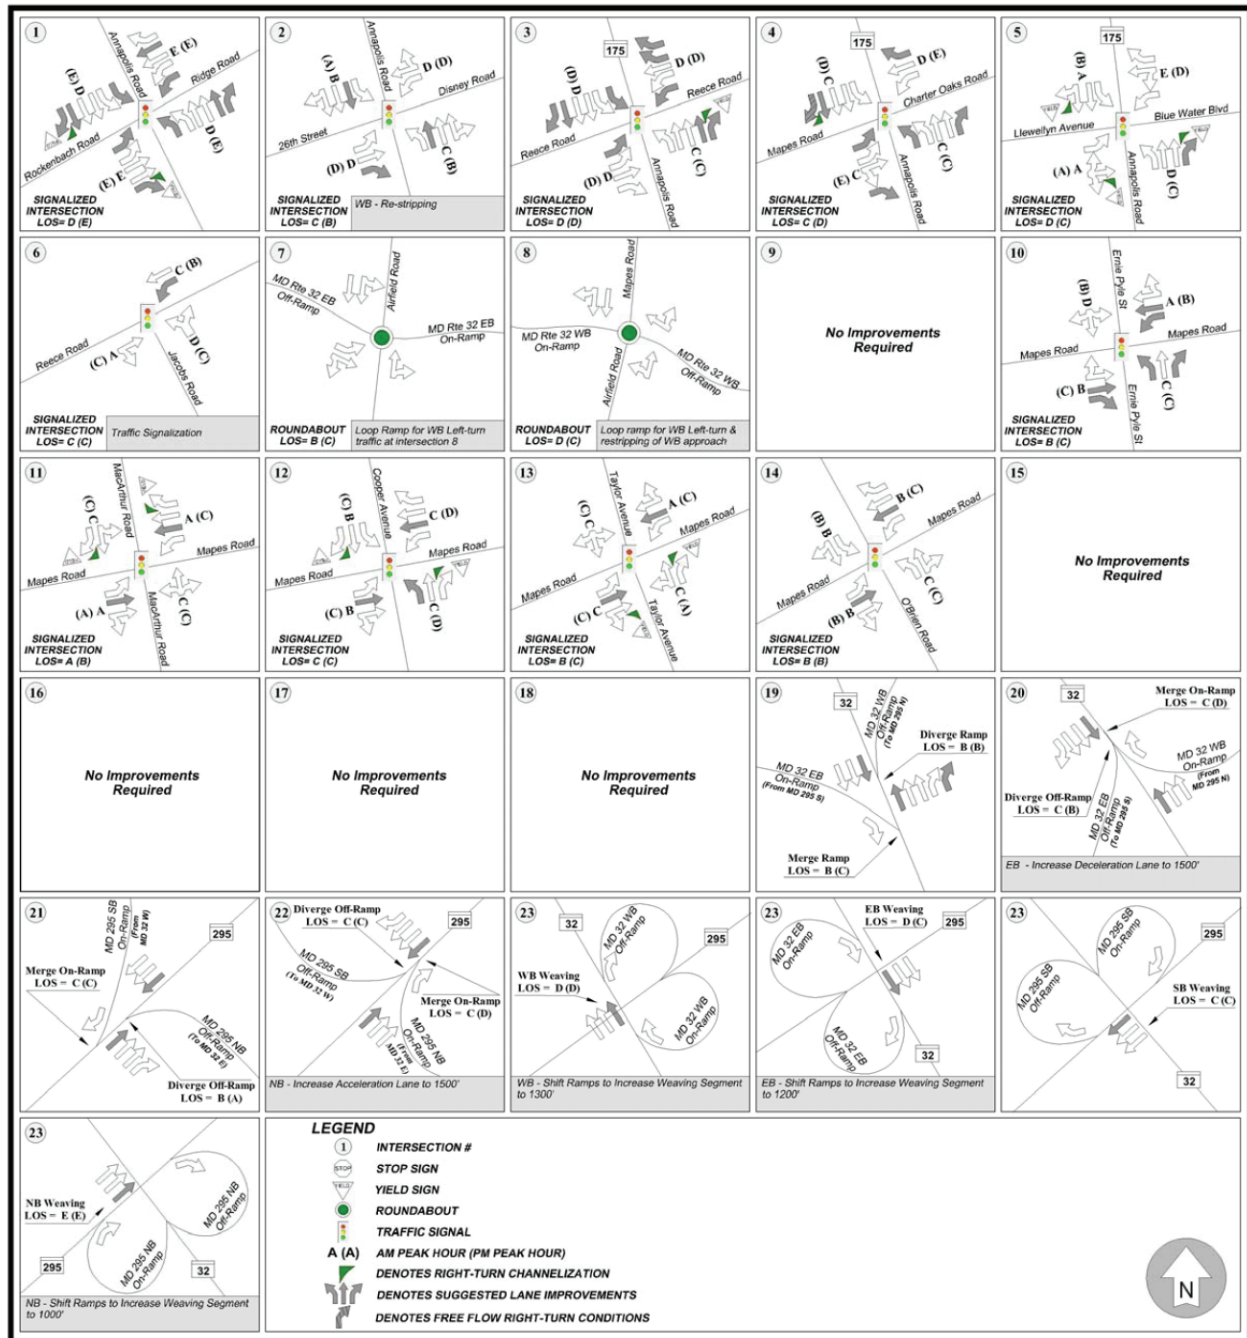 1
Annapolis Road
E (E)
Ridge Road
(E) D
YIELD
Rockenbach Road
D (E)
(E) E
YIELD
SIGNALIZED
INTERSECTION
LOS= D (E)
2
Annapolis Road
(A) B
D (D)
Disney Road
26th Street
(D) D
C (B)
SIGNALIZED
INTERSECTION
LOS= C (B)
WB - Re-striping
3
175
D (D)
(D) D
Reece Road
YIELD
Reece Road
C (C)
(D) D
Annapolis Road
SIGNALIZED
INTERSECTION
LOS= D (D)
4
175
D (E)
(D) C
YIELD
Charter Oaks Road
Mapes Road
C (C)
(E) C
Annapolis Road
SIGNALIZED
INTERSECTION
LOS= C (D)
5
175
(B) A
E (D)
YIELD
Blue Water Blvd
Llewellyn Avenue
YIELD
(A) A
D (C)
YIELD
Annapolis Road
SIGNALIZED
INTERSECTION
LOS= D (C)
6
C (B)
Reece Road
(C) A
D (C)
Jacobs Road
SIGNALIZED
INTERSECTION
LOS= C (C)
Traffic Signalization
7
Airfield Road
MD Rte 32 EB
Off-Ramp
MD Rte 32 EB
On-Ramp
ROUNDABOUT
LOS= B (C)
Loop Ramp for WB Left-turn
traffic at intersection 8
8
Mapes Road
MD Rte 32 WB
On-Ramp
MD Rte 32 WB
Off-Ramp
Airfield Road
ROUNDABOUT
LOS= D (C)
Loop ramp for WB Left-turn &
restriping of WB approach
9
No Improvements
Required
10
Ernie Pyle St
(B) D
A (B)
Mapes Road
Mapes Road
(C) B
C (C)
Ernie Pyle St
SIGNALIZED
INTERSECTION
LOS= B (C)
11
MacArthur Road
YIELD
(C) C
A (C)
YIELD
Mapes Road
Mapes Road
(A) A
C (C)
MacArthur Road
SIGNALIZED
INTERSECTION
LOS= A (B)
12
Cooper Avenue
(C) B
C (D)
YIELD
Mapes Road
YIELD
Mapes Road
(C) B
C (D)
SIGNALIZED
INTERSECTION
LOS= C (C)
13
Taylor Avenue
A (C)
(C) C
Mapes Road
YIELD
Mapes Road
C (A)
(C) C
YIELD
Taylor Avenue
SIGNALIZED
INTERSECTION
LOS= B (C)
14
B (C)
(B) B
Mapes Road
Mapes Road
C (C)
(B) B
O'Brien Road
SIGNALIZED
INTERSECTION
LOS= B (B)
15
No Improvements
Required
16
No Improvements
Required
17
No Improvements
Required
18
No Improvements
Required
19
32
MD 32 WB
Off-Ramp
(To MD 295 N)
Diverge Ramp
LOS = B (B)
MD 32 EB
On-Ramp
(From MD 295 S)
Merge Ramp
LOS = B (C)
20
32
Merge On-Ramp
LOS = C (D)
MD 32 WB
On-Ramp
(From
MD 295 N)
Diverge Off-Ramp
LOS = C (B)
MD 32 EB
Off-Ramp
(To MD 295 S)
EB - Increase Deceleration Lane to 1500'
21
MD 295 SB
On-Ramp
(From
MD 32 W)
295
Merge On-Ramp
LOS = C (C)
MD 295 NB
Off-Ramp
(To MD 32 E)
Diverge Off-Ramp
LOS = B (A)
22
Diverge Off-Ramp
LOS = C (C)
295
MD 295 SB
Off-Ramp
(To MD 32 W)
Merge On-Ramp
LOS = C (D)
MD 295 NB
On-Ramp
(From
MD 32 E)
NB - Increase Acceleration Lane to 1500'
23
32
MD 32 WB
Off-Ramp
295
WB Weaving
LOS = D (D)
MD 32 WB
On-Ramp
WB - Shift Ramps to Increase Weaving Segment
to 1300'
23
EB Weaving
LOS = D (C)
MD 32 EB
On-Ramp
295
MD 32 EB
Off-Ramp
32
EB - Shift Ramps to Increase Weaving Segment
to 1200'
23
MD 295 SB
On-Ramp
295
MD 295 SB
Off-Ramp
SB Weaving
LOS = C (C)
32
23
NB Weaving
LOS = E (E)
MD 295 NB
Off-Ramp
MD 295 NB
On-Ramp
295
32
NB - Shift Ramps to Increase Weaving Segment
to 1000'
LEGEND
1 INTERSECTION #
STOP STOP SIGN
YIELD YIELD SIGN
ROUNDABOUT
TRAFFIC SIGNAL
A (A) AM PEAK HOUR (PM PEAK HOUR)
DENOTES RIGHT-TURN CHANNELIZATION
DENOTES SUGGESTED LANE IMPROVEMENTS
DENOTES FREE FLOW RIGHT-TURN CONDITIONS
N